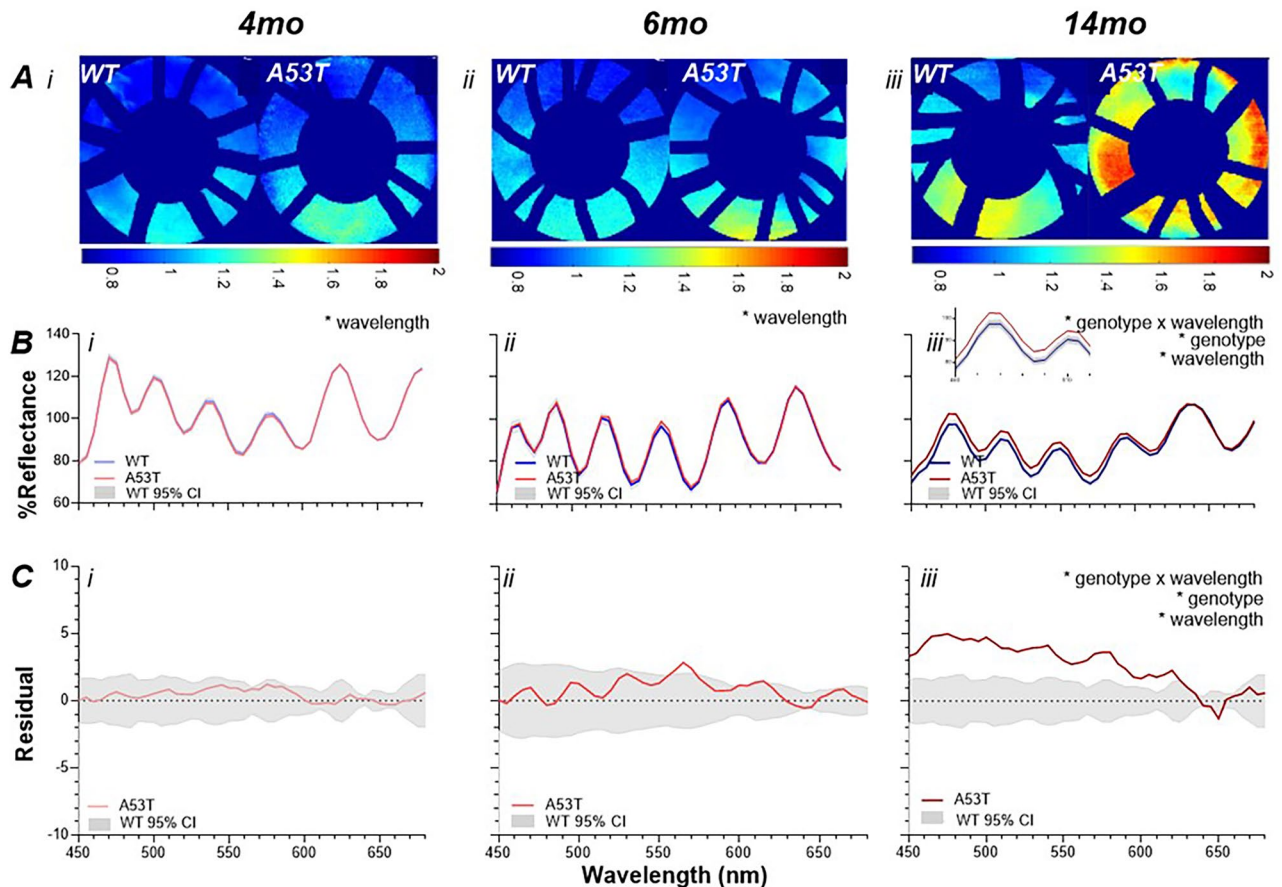 4mo 6mo 14mo
A i WT A53T ii WT A53T iii WT A53T
0.8 1 1.2 1.4 1.6 1.8 2 0.8 1 1.2 1.4 1.6 1.8 2 0.8 1 1.2 1.4 1.6 1.8 2
* wavelength * wavelength * genotype x wavelength
* genotype
* wavelength
B i ii iii
140
120
100
80
60
%Reflectance
WT WT WT
A53T A53T A53T
WT 95% CI WT 95% CI WT 95% CI
C i ii iii
* genotype x wavelength
* genotype
* wavelength
10
5
0
-5
-10
Residual
A53T A53T A53T
WT 95% CI WT 95% CI WT 95% CI
450 500 550 600 650 450 500 550 600 650 450 500 550 600 650
Wavelength (nm)